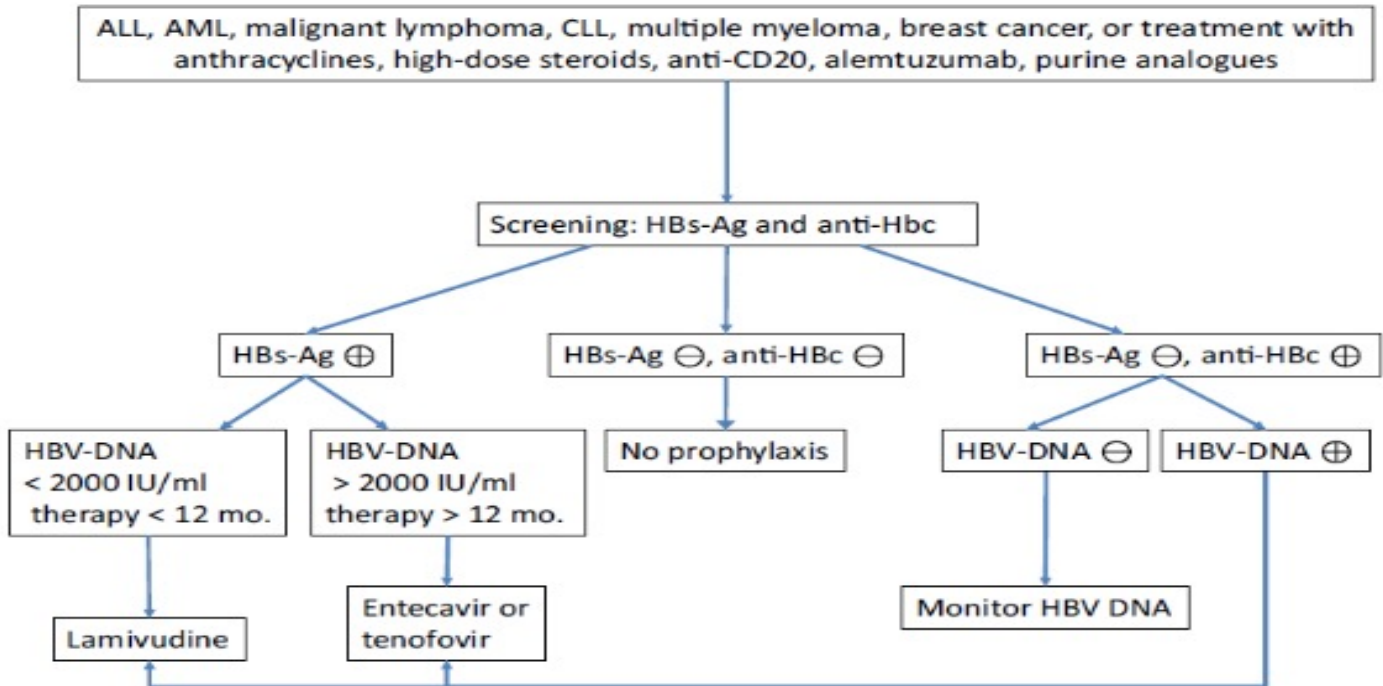 ALL, AML, malignant lymphoma, CLL, multiple myeloma, breast cancer, or treatment with
anthracyclines, high-dose steroids, anti-CD20, alemtuzumab, purine analogues
Screening: HBs-Ag and anti-Hbc
HBs-Ag ⊕
HBs-Ag ⊖, anti-HBc ⊖
HBs-Ag ⊖, anti-HBc ⊕
HBV-DNA
< 2000 IU/ml
therapy < 12 mo.
HBV-DNA
> 2000 IU/ml
therapy > 12 mo.
No prophylaxis
HBV-DNA ⊖
HBV-DNA ⊕
Lamivudine
Entecavir or
tenofovir
Monitor HBV DNA